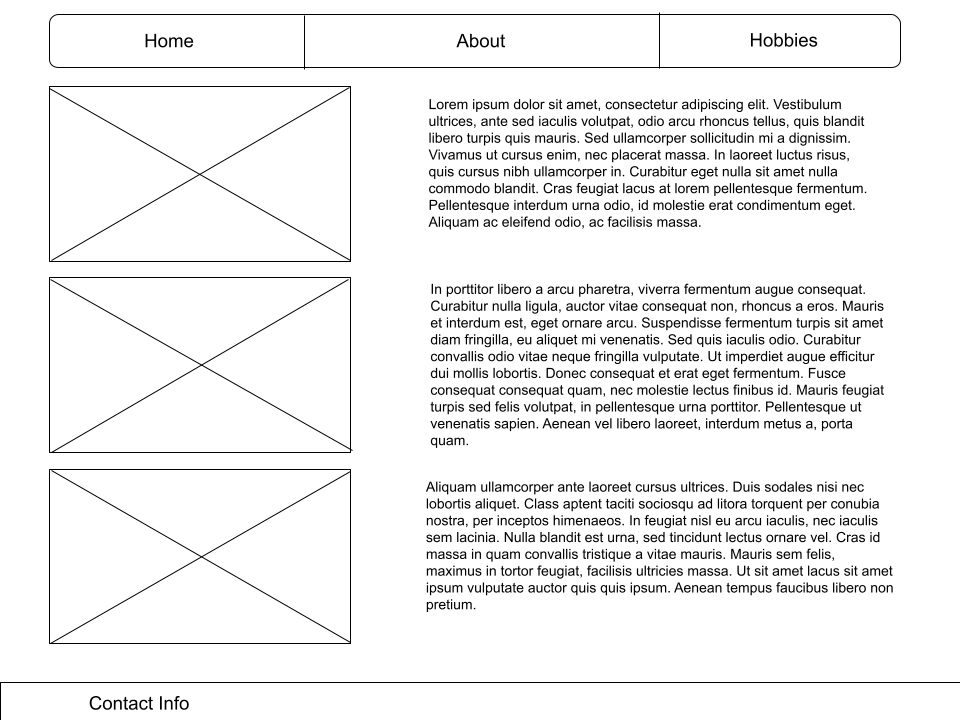 Home
About
Hobbies
Lorem ipsum dolor sit amet, consectetur adipiscing elit. Vestibulum
ultrices, ante sed iaculis volutpat, odio arcu rhoncus tellus, quis blandit
libero turpis quis mauris. Sed ullamcorper sollicitudin mi a dignissim.
Vivamus ut cursus enim, nec placerat massa. In laoreet luctus risus,
quis cursus nibh ullamcorper in. Curabitur eget nulla sit amet nulla
commodo blandit. Cras feugiat lacus at lorem pellentesque fermentum.
Pellentesque interdum urna odio, id molestie erat condimentum eget.
Aliquam ac eleifend odio, ac facilisis massa.
In porttitor libero a arcu pharetra, viverra fermentum augue consequat.
Curabitur nulla ligula, auctor vitae consequat non, rhoncus a eros. Mauris
et interdum est, eget ornare arcu. Suspendisse fermentum turpis sit amet
diam fringilla, eu aliquet mi venenatis. Sed quis iaculis odio. Curabitur
convallis odio vitae neque fringilla vulputate. Ut imperdiet augue efficitur
dui mollis lobortis. Donec consequat et erat eget fermentum. Fusce
consequat consequat quam, nec molestie lectus finibus id. Mauris feugiat
turpis sed felis volutpat, in pellentesque urna porttitor. Pellentesque ut
venenatis sapien. Aenean vel libero laoreet, interdum metus a, porta
quam.
Aliquam ullamcorper ante laoreet cursus ultrices. Duis sodales nisi nec
lobortis aliquet. Class aptent taciti sociosqu ad litora torquent per conubia
nostra, per inceptos himenaeos. In feugiat nisl eu arcu iaculis, nec iaculis
sem lacinia. Nulla blandit est urna, sed tincidunt lectus ornare vel. Cras id
massa in quam convallis tristique a vitae mauris. Mauris sem felis,
maximus in tortor feugiat, facilisis ultricies massa. Ut sit amet lacus sit amet
ipsum vulputate auctor quis quis ipsum. Aenean tempus faucibus libero non
pretium.
Contact Info